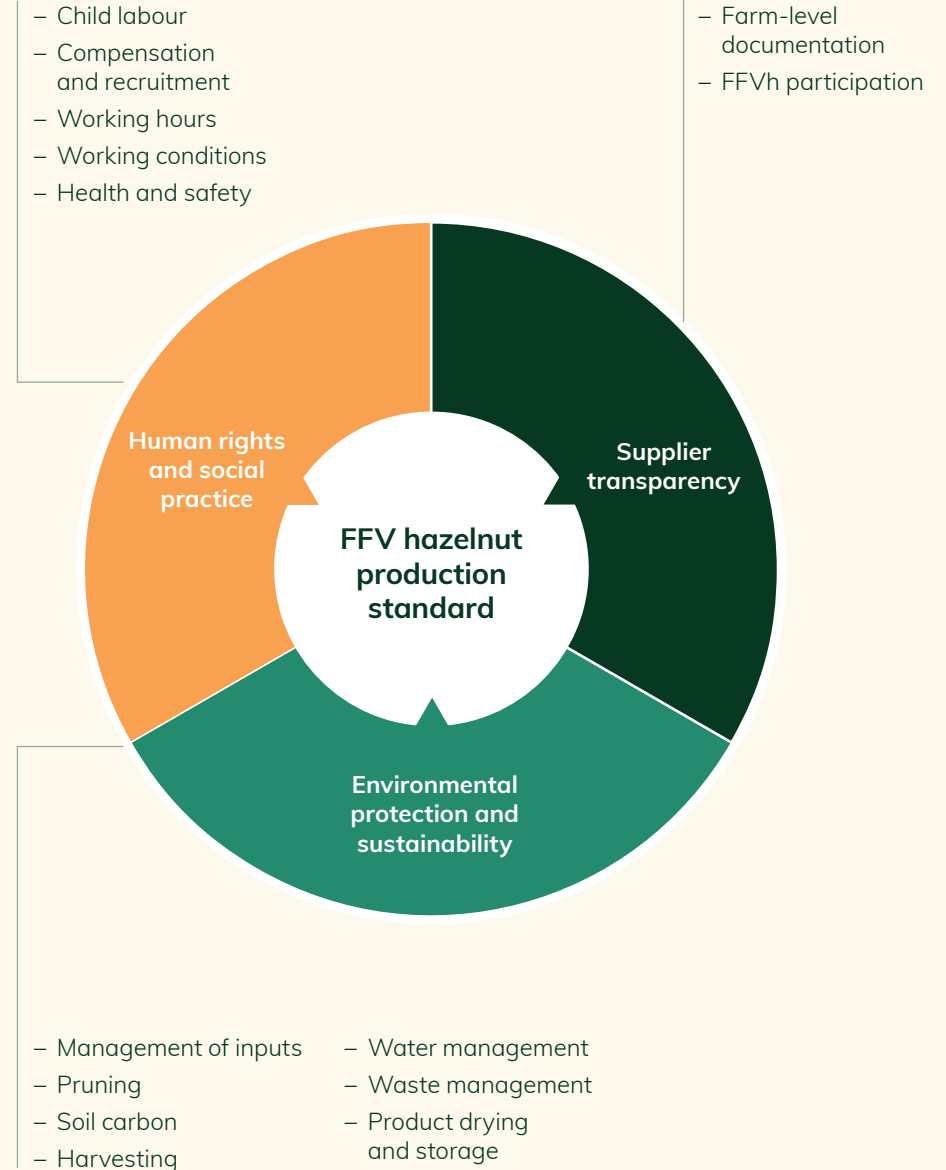 – Child labour
– Compensation
and recruitment
– Working hours
– Working conditions
– Health and safety
– Farm-level
documentation
– FFVh participation
Human rights
and social
practice
Supplier
transparency
FFV hazelnut
production
standard
Environmental
protection and
sustainability
– Management of inputs
– Pruning
– Soil carbon
– Harvesting
– Water management
– Waste management
– Product drying
and storage